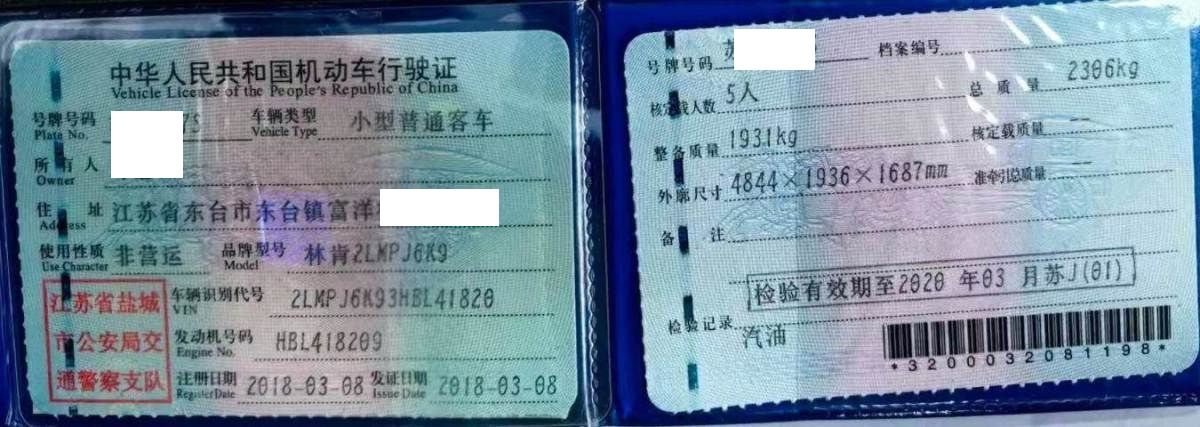 中华人民共和国机动车行驶证
Vehicle License of the People's Republic of China
号牌号码 车辆类型 小型普通客车
Plate No. Vehicle Type
所有人
Owner
住 址 江苏省东台市东台镇富洋
Address
使用性质 非营运 品牌型号 林肯2LMPJ6K9
Use Character Model
江苏省盐城
市公安局交
通警察支队
车辆识别代号 2LMPJ6K93HBL41820
VIN
发动机号码 HBL418209
Engine No.
注册日期 2018-03-08 发证日期 2018-03-08
Register Date Issue Date
号牌号码 苏 档案编号
核定载人数 5人 总质量 2306kg
整备质量 1931kg 核定载质量 --
外廓尺寸 4844×1936×1687mm 准牵引总质量 --
备 注
检验有效期至2020 年03 月苏J(01)
检验记录
汽油
*3200032081198*